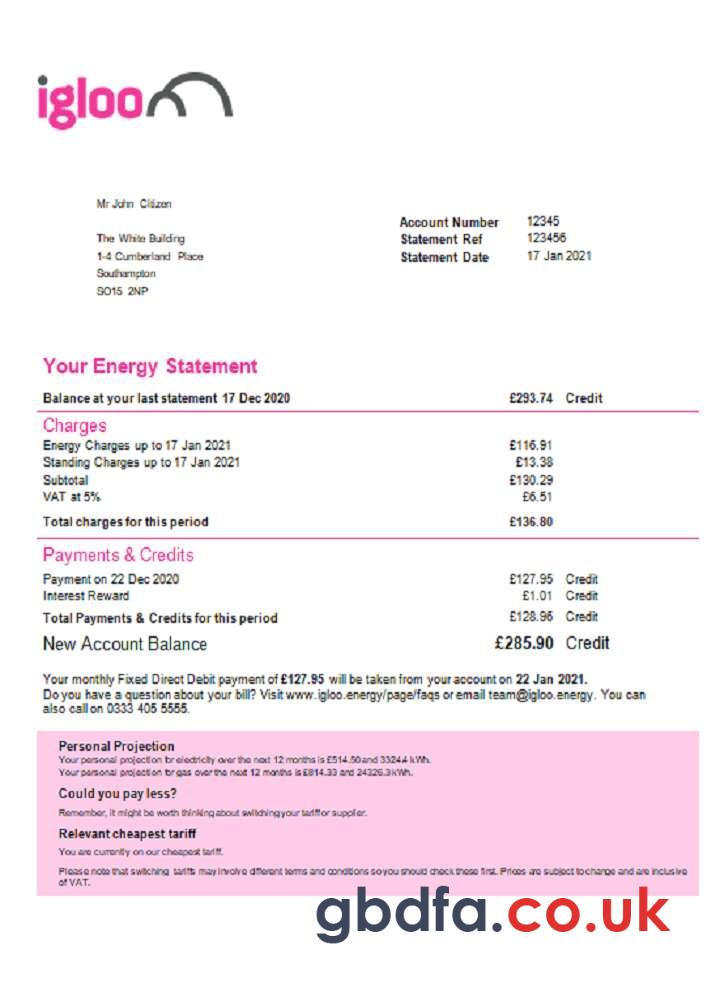 igloo
Mr John Citizen
The White Building
1-4 Cumberland Place
Southampton
SO15 2NP
Account Number 12345
Statement Ref 123456
Statement Date 17 Jan 2021
Your Energy Statement
Balance at your last statement 17 Dec 2020 £293.74 Credit
Charges
Energy Charges up to 17 Jan 2021 £116.91
Standing Charges up to 17 Jan 2021 £13.38
Subtotal £130.29
VAT at 5% £6.51
Total charges for this period £136.80
Payments & Credits
Payment on 22 Dec 2020 £127.95 Credit
Interest Reward £1.01 Credit
Total Payments & Credits for this period £128.96 Credit
New Account Balance £285.90 Credit
Your monthly Fixed Direct Debit payment of £127.95 will be taken from your account on 22 Jan 2021.
Do you have a question about your bill? Visit www.igloo.energy/page/faqs or email team@igloo.energy. You can
also call on 0333 405 5555.
Personal Projection
Your personal projection for electricity over the next 12 months is £514.50 and 3324.4 kWh.
Your personal projection for gas over the next 12 months is £814.33 and 24326.3 kWh.
Could you pay less?
Remember, it might be worth thinking about switching your tariff or supplier.
Relevant cheapest tariff
You are currently on our cheapest tariff.
Please note that switching tariffs may involve different terms and conditions so you should check these first. Prices are subject to change and are inclusive
of VAT.
gbdfa.co.uk